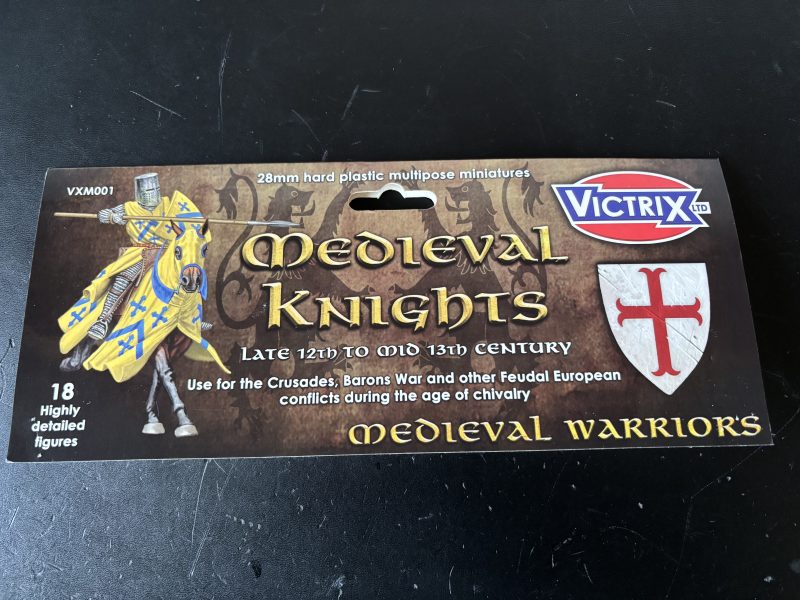 28mm hard plastic multipose miniatures
VXM001
VICTRIX LTD
MEDIEVAL
KNIGHTS
LATE 12TH TO MID 13TH CENTURY
Use for the Crusades, Barons War and other Feudal European
conflicts during the age of chivalry
18
Highly
detailed
figures
MEDIEVAL WARRIORS